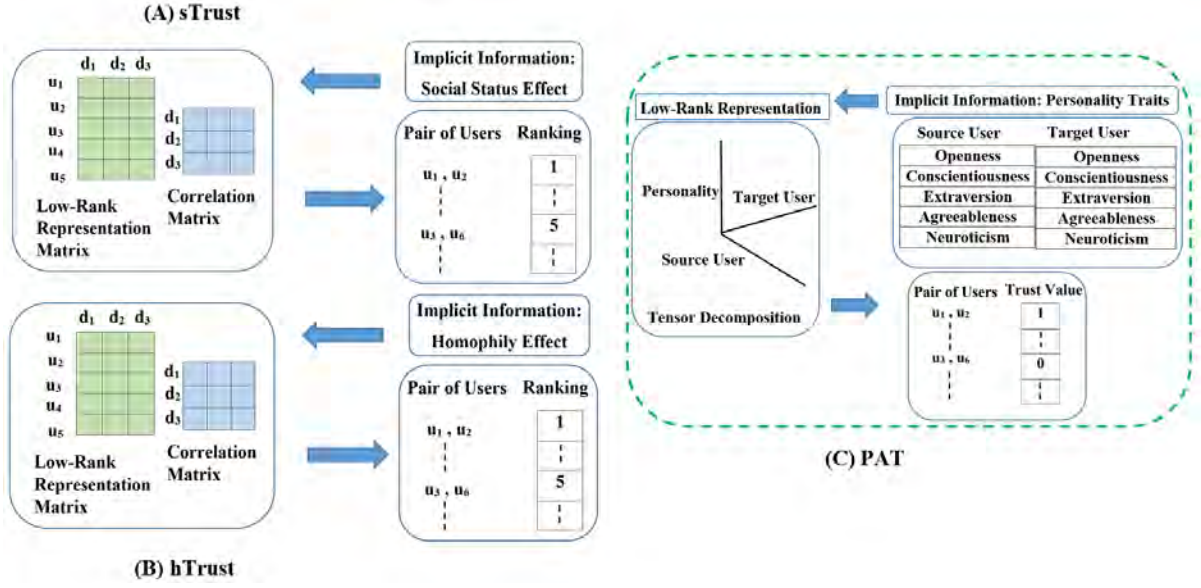 (A) sTrust
d₁ d₂ d₃
u₁
u₂
u₃
u₄
u₅
d₁
d₂
d₃
Low-Rank
Representation
Matrix
Correlation
Matrix
Implicit Information:
Social Status Effect
Pair of Users Ranking
u₁ , u₂ 1
u₃ , u₆ 5
d₁ d₂ d₃
u₁
u₂
u₃
u₄
u₅
d₁
d₂
d₃
Low-Rank
Representation
Matrix
Correlation
Matrix
Implicit Information:
Homophily Effect
Pair of Users Ranking
u₁ , u₂ 1
u₃ , u₆ 5
(B) hTrust
Low-Rank Representation
Personality
Target User
Source User
Tensor Decomposition
Implicit Information: Personality Traits
Source User Target User
Openness Openness
Conscientiousness Conscientiousness
Extraversion Extraversion
Agreeableness Agreeableness
Neuroticism Neuroticism
Pair of Users Trust Value
u₁ , u₂ 1
u₃ , u₆ 0
(C) PAT